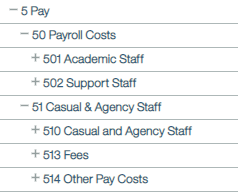 − 5 Pay
− 50 Payroll Costs
+ 501 Academic Staff
+ 502 Support Staff
− 51 Casual & Agency Staff
+ 510 Casual and Agency Staff
+ 513 Fees
+ 514 Other Pay Costs